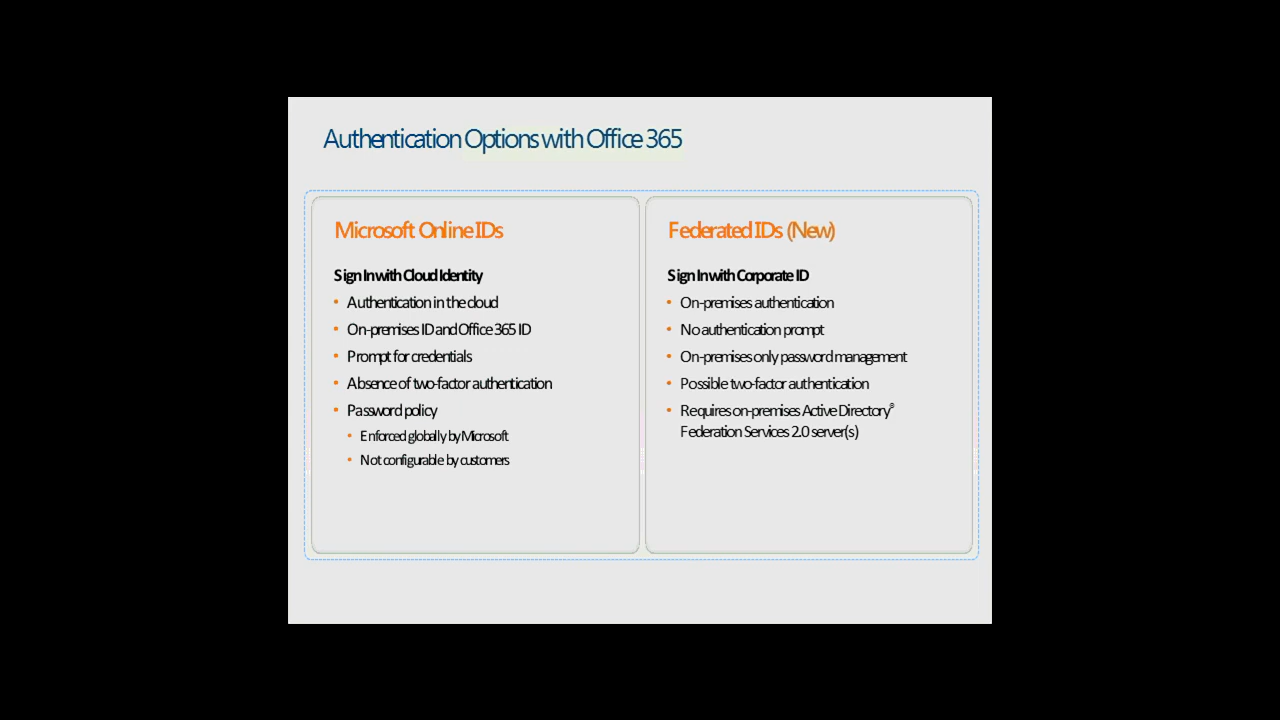 Authentication Options with Office 365
Microsoft Online IDs
Sign In with Cloud Identity
• Authentication in the cloud
• On-premises ID and Office 365 ID
• Prompt for credentials
• Absence of two-factor authentication
• Password policy
• Enforced globally by Microsoft
• Not configurable by customers
Federated IDs (New)
Sign In with Corporate ID
• On-premises authentication
• No authentication prompt
• On-premises only password management
• Possible two-factor authentication
• Requires on-premises Active Directory®
Federation Services 2.0 server(s)